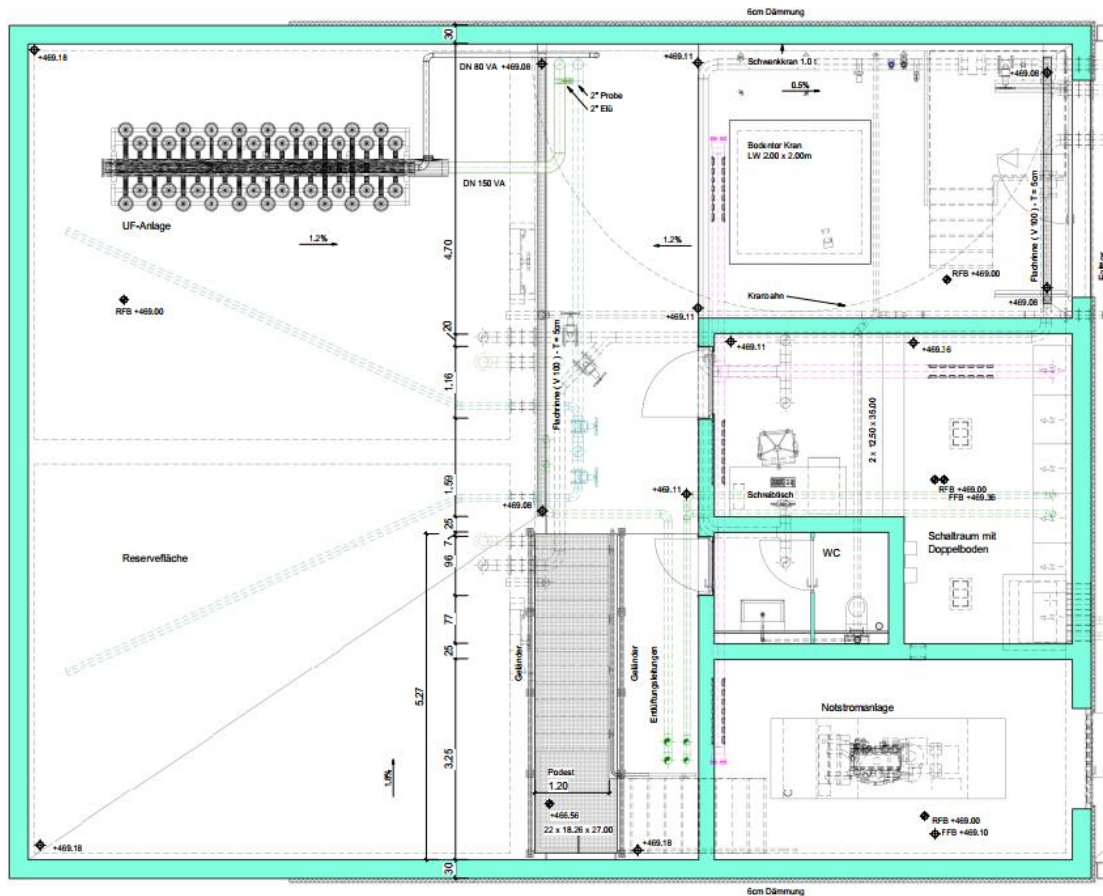 6cm Dämmung
30
+469.18
DN 80 VA +469.08
+469.11
Schwenkkran 1.0 t
0.5%
+469.08
2" Probe
2" Elü
Bodentor Kran
LW 2.00 x 2.00m
DN 150 VA
UF-Anlage
1.2%
4,70
1.2%
Flachrinne ( V 100 ) - T = 5cm
RFB +469.00
Kranbahn
RFB +469.00
+469.08
+469.11
20
+469.11
+469.36
1,16
Flachrinne ( V 100 ) - T = 5cm
2 x 12.50 x 35.00
1,59
+469.11
Schreibtisch
RFB +469.00
FFB +469.36
+469.08
25
7
Schaltraum mit
Doppelboden
Reservefläche
96
WC
77
25
Geländer
Geländer
Entlüftungsleitungen
5,27
3,25
Notstromanlage
1,8%
Podest
1.20
+466.56
22 x 18.26 x 27.00
RFB +469.00
FFB +469.10
+469.18
+469.18
30
6cm Dämmung